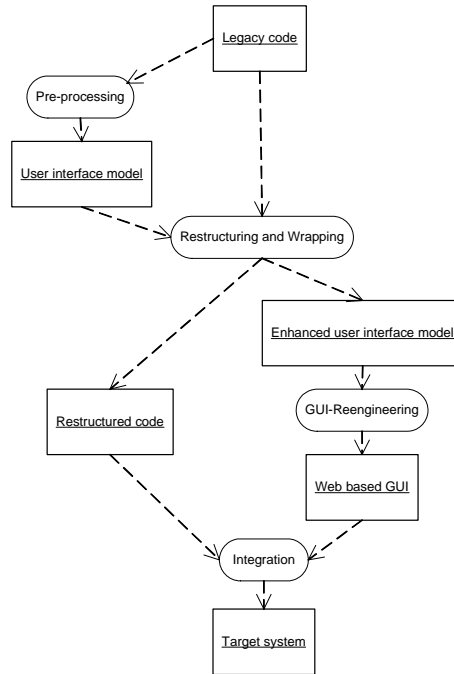 Legacy code
Pre-processing
User interface model
Restructuring and Wrapping
Enhanced user interface model
Restructured code
GUI-Reengineering
Web based GUI
Integration
Target system